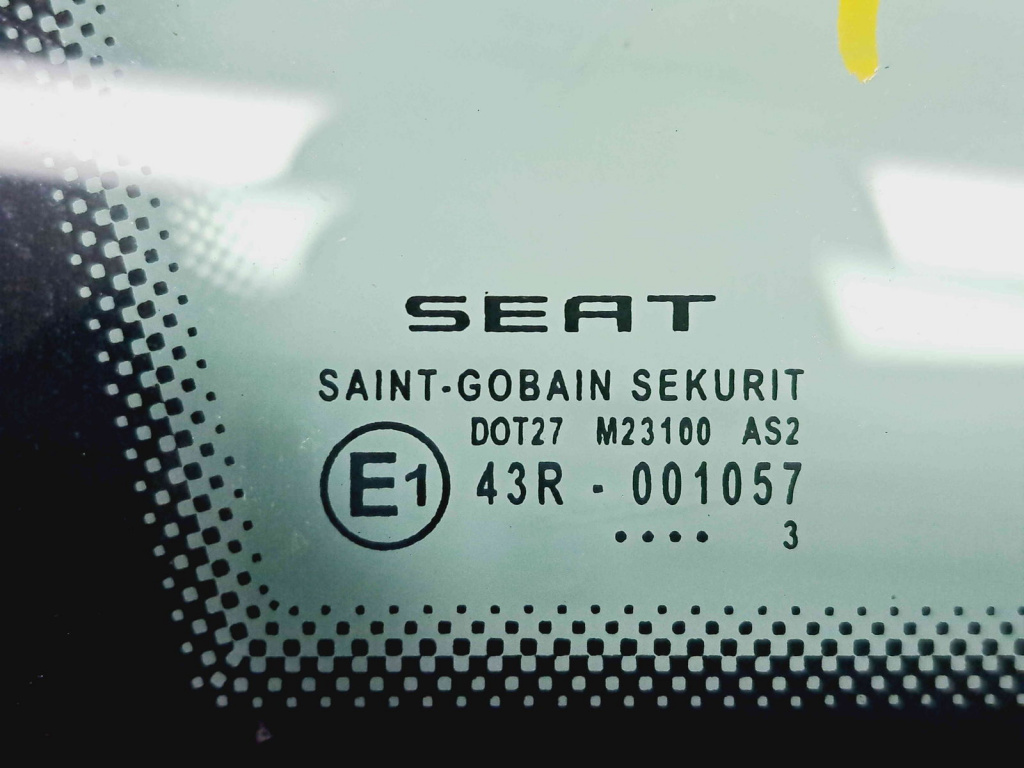 SEAT
SAINT-GOBAIN SEKURIT
DOT27 M23100 AS2
E1 43R - 001057
.... 3